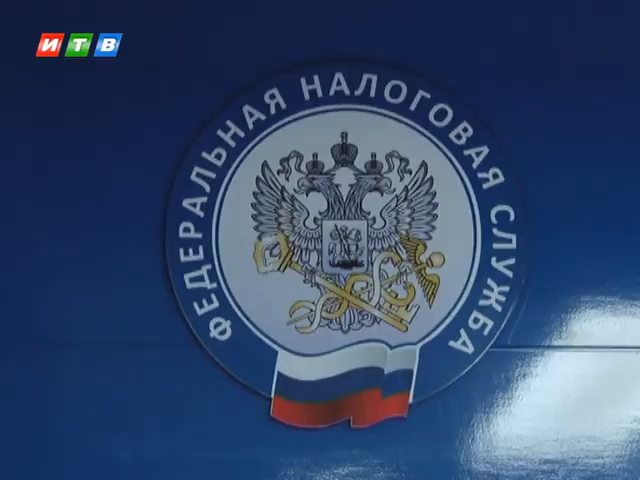 ИТВ
ФЕДЕРАЛЬНАЯ НАЛОГОВАЯ СЛУЖБА